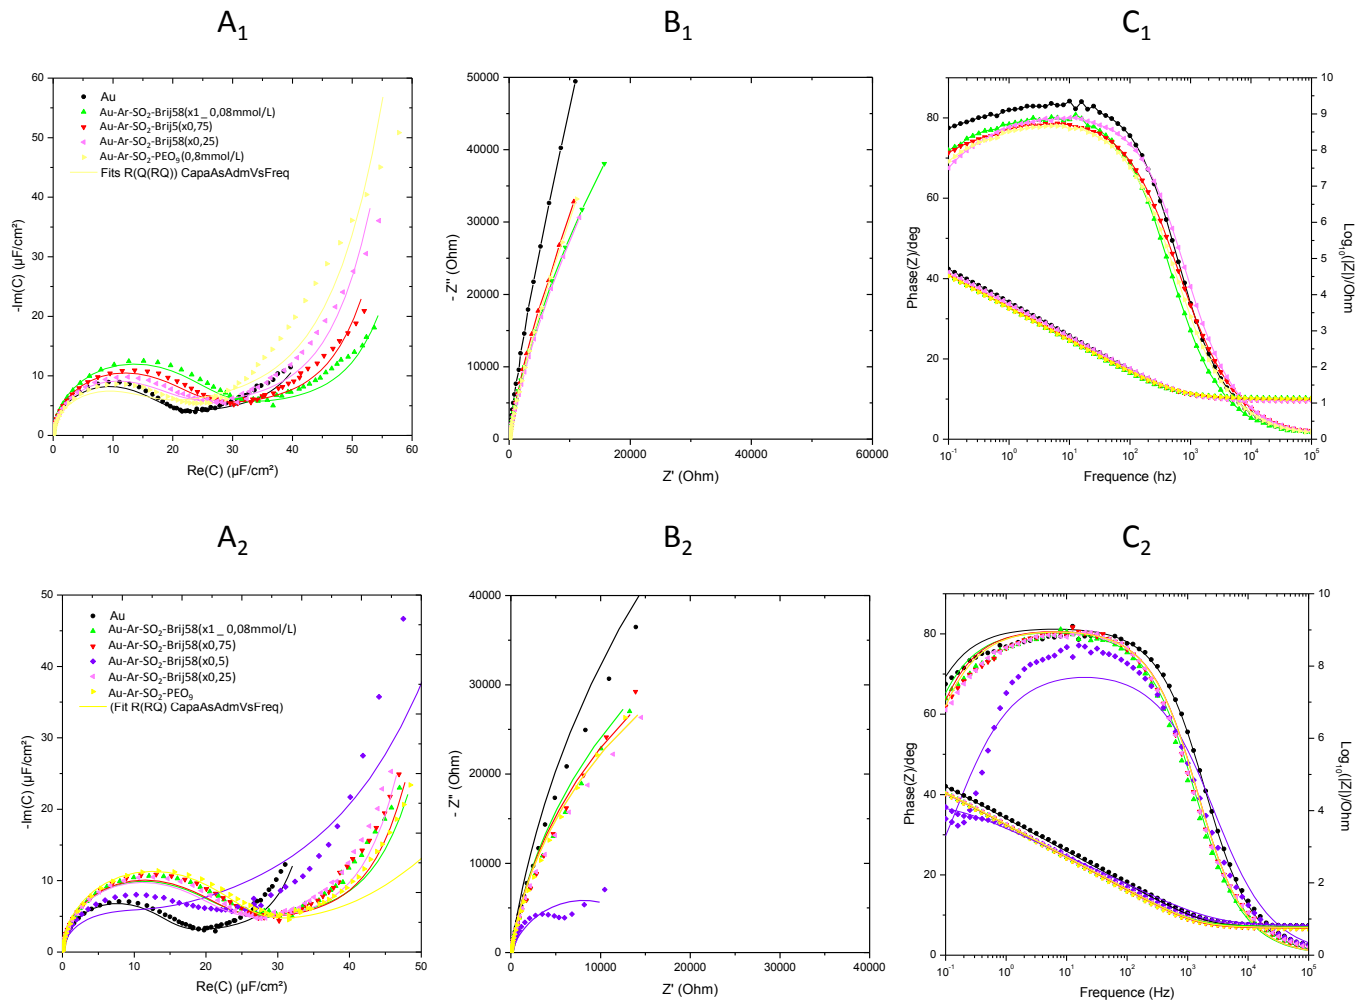 A1
B1
C1
60
50
40
30
20
10
0
-Im(C) (µF/cm²)
Au
Au-Ar-SO2-Brij58(x1_ 0,08mmol/L)
Au-Ar-SO2-Brij5(x0,75)
Au-Ar-SO2-Brij58(x0,25)
Au-Ar-SO2-PEO9(0,8mmol/L)
Fits R(Q(RQ)) CapaAsAdmVsFreq
0 10 20 30 40 50 60
Re(C) (µF/cm²)
50000
40000
30000
20000
10000
0
- Z'' (Ohm)
0 20000 40000 60000
Z' (Ohm)
80
60
40
20
0
Phase(Z)/deg
10
9
8
7
6
5
4
3
2
1
0
Log10(|Z|)/Ohm
10-1 100 101 102 103 104 105
Frequence (hz)
A2
B2
C2
50
40
30
20
10
0
-Im(C) (µF/cm²)
Au
Au-Ar-SO2-Brij58(x1_ 0,08mmol/L)
Au-Ar-SO2-Brij58(x0,75)
Au-Ar-SO2-Brij58(x0,5)
Au-Ar-SO2-Brij58(x0,25)
Au-Ar-SO2-PEO9
(Fit R(RQ) CapaAsAdmVsFreq)
0 10 20 30 40 50
Re(C) (µF/cm²)
40000
30000
20000
10000
0
- Z'' (Ohm)
0 10000 20000 30000 40000
Z' (Ohm)
80
60
40
20
0
Phase(Z)/deg
10
8
6
4
2
0
Log10(|Z|)/Ohm
10-1 100 101 102 103 104 105
Frequence (Hz)